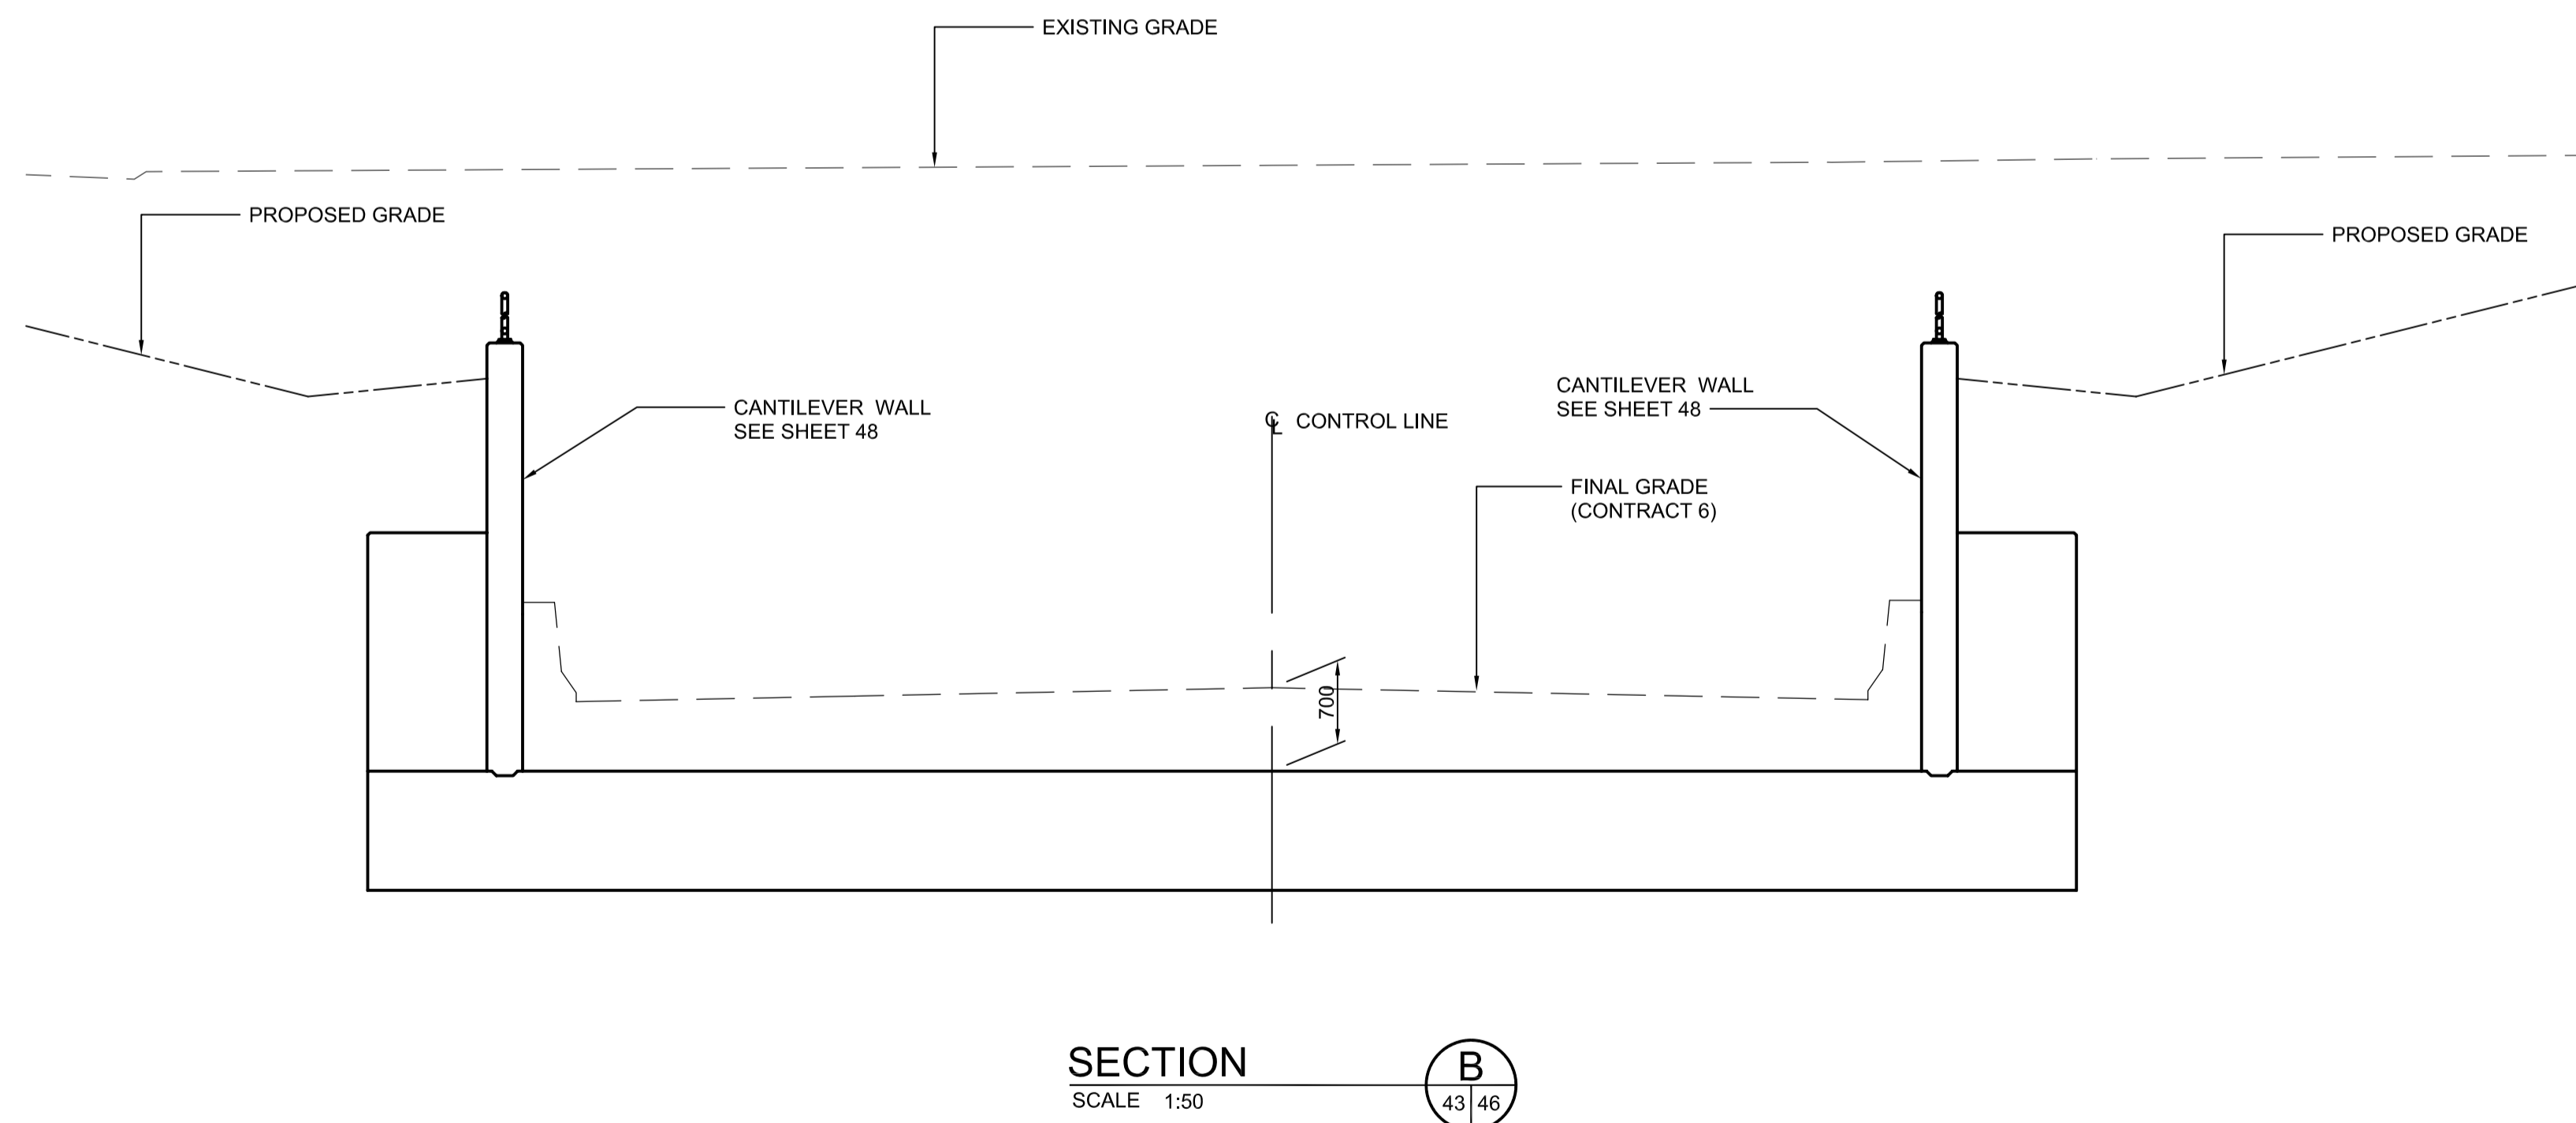 EXISTING GRADE
PROPOSED GRADE
PROPOSED GRADE
CANTILEVER WALL
SEE SHEET 48
CANTILEVER WALL
SEE SHEET 48
℄ CONTROL LINE
FINAL GRADE
(CONTRACT 6)
700
SECTION
SCALE 1:50
B
43 46